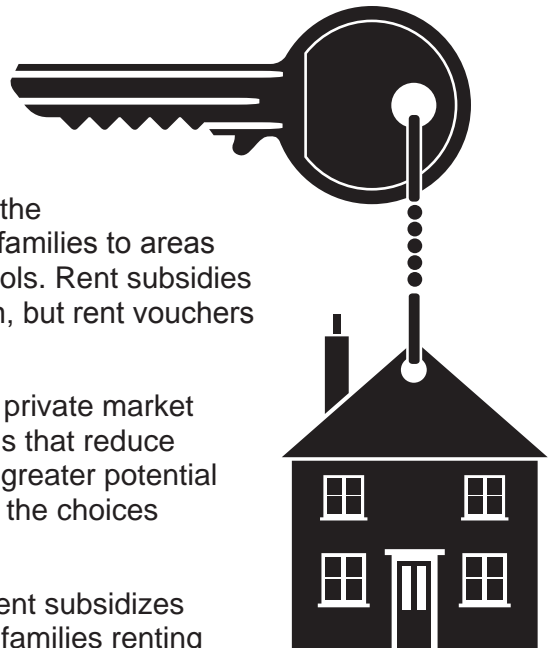 the
families to areas
ols. Rent subsidies
n, but rent vouchers
private market
s that reduce
greater potential
the choices
ent subsidizes
families renting